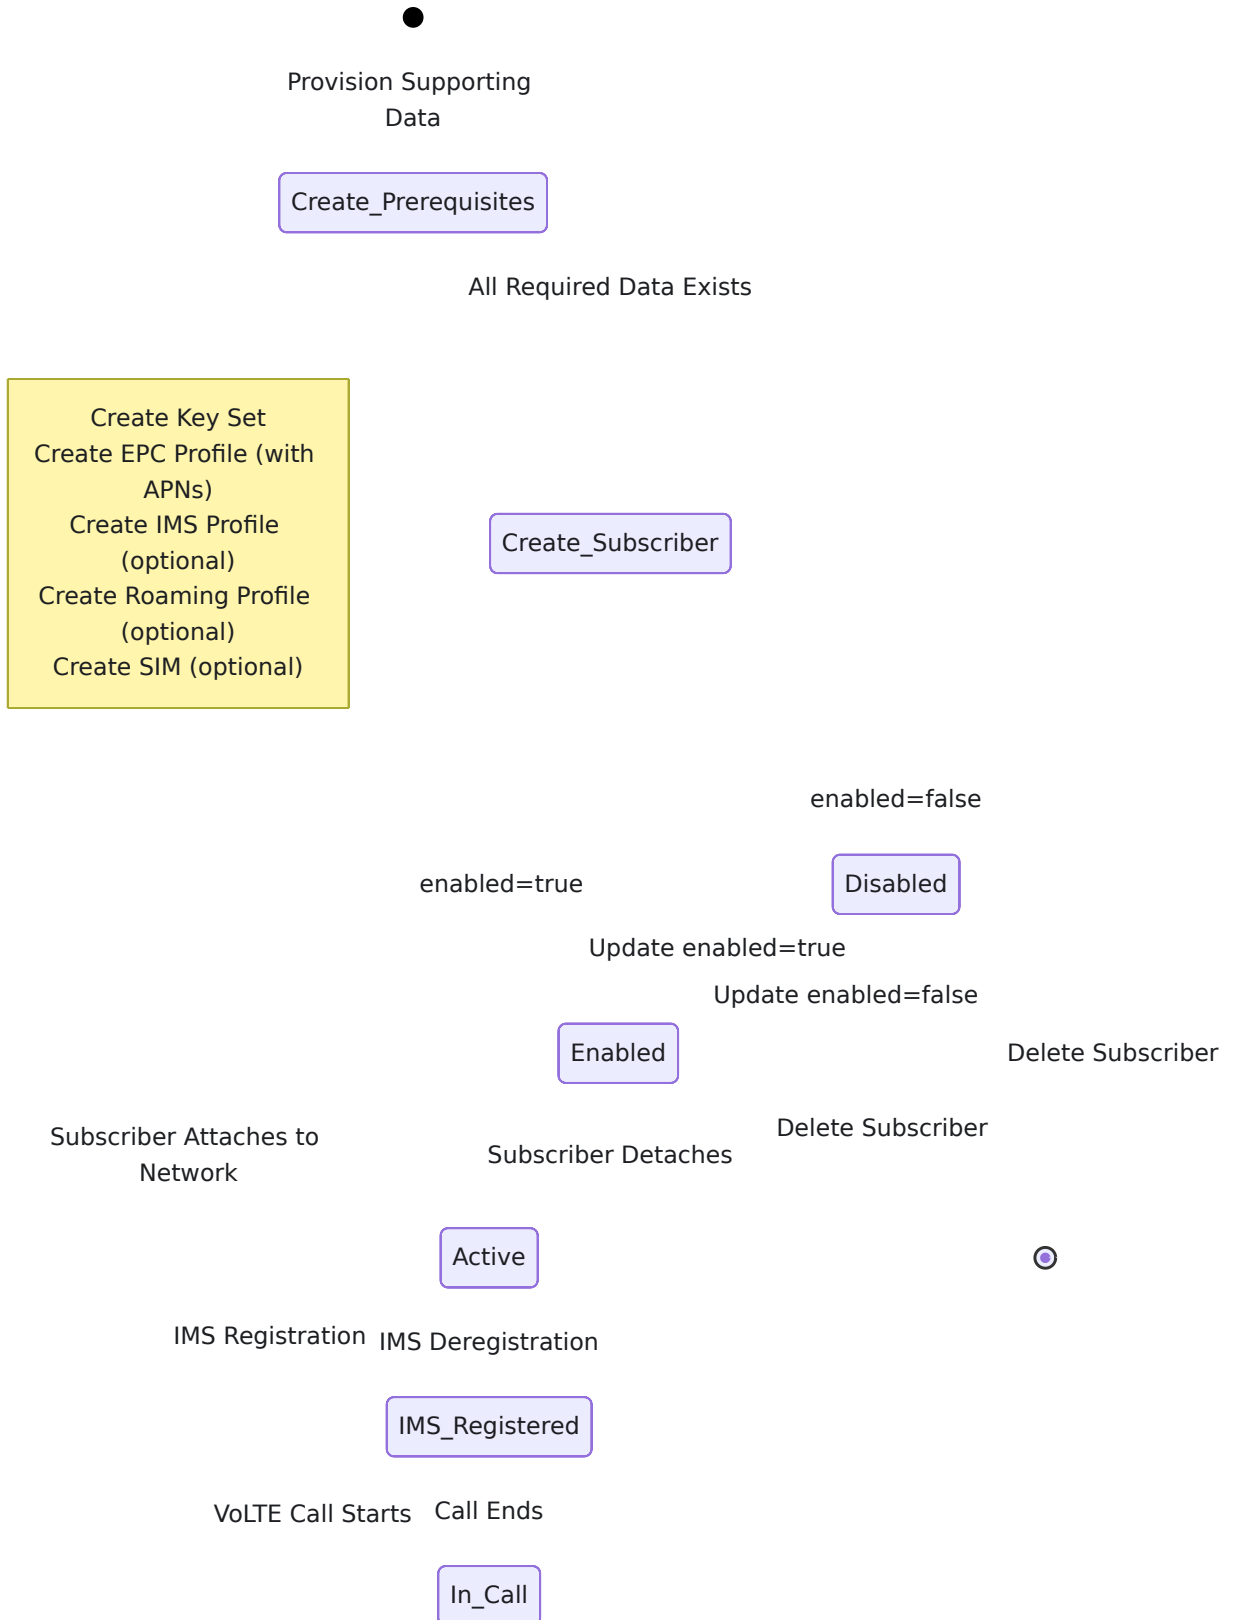 Provision Supporting
Data
Create_Prerequisites
All Required Data Exists
Create Key Set
Create EPC Profile (with
APNs)
Create IMS Profile
(optional)
Create Roaming Profile
(optional)
Create SIM (optional)
Create_Subscriber
enabled=false
enabled=true
Disabled
Update enabled=true
Update enabled=false
Enabled
Delete Subscriber
Delete Subscriber
Subscriber Attaches to
Network
Subscriber Detaches
Active
IMS Registration
IMS Deregistration
IMS_Registered
VoLTE Call Starts
Call Ends
In_Call